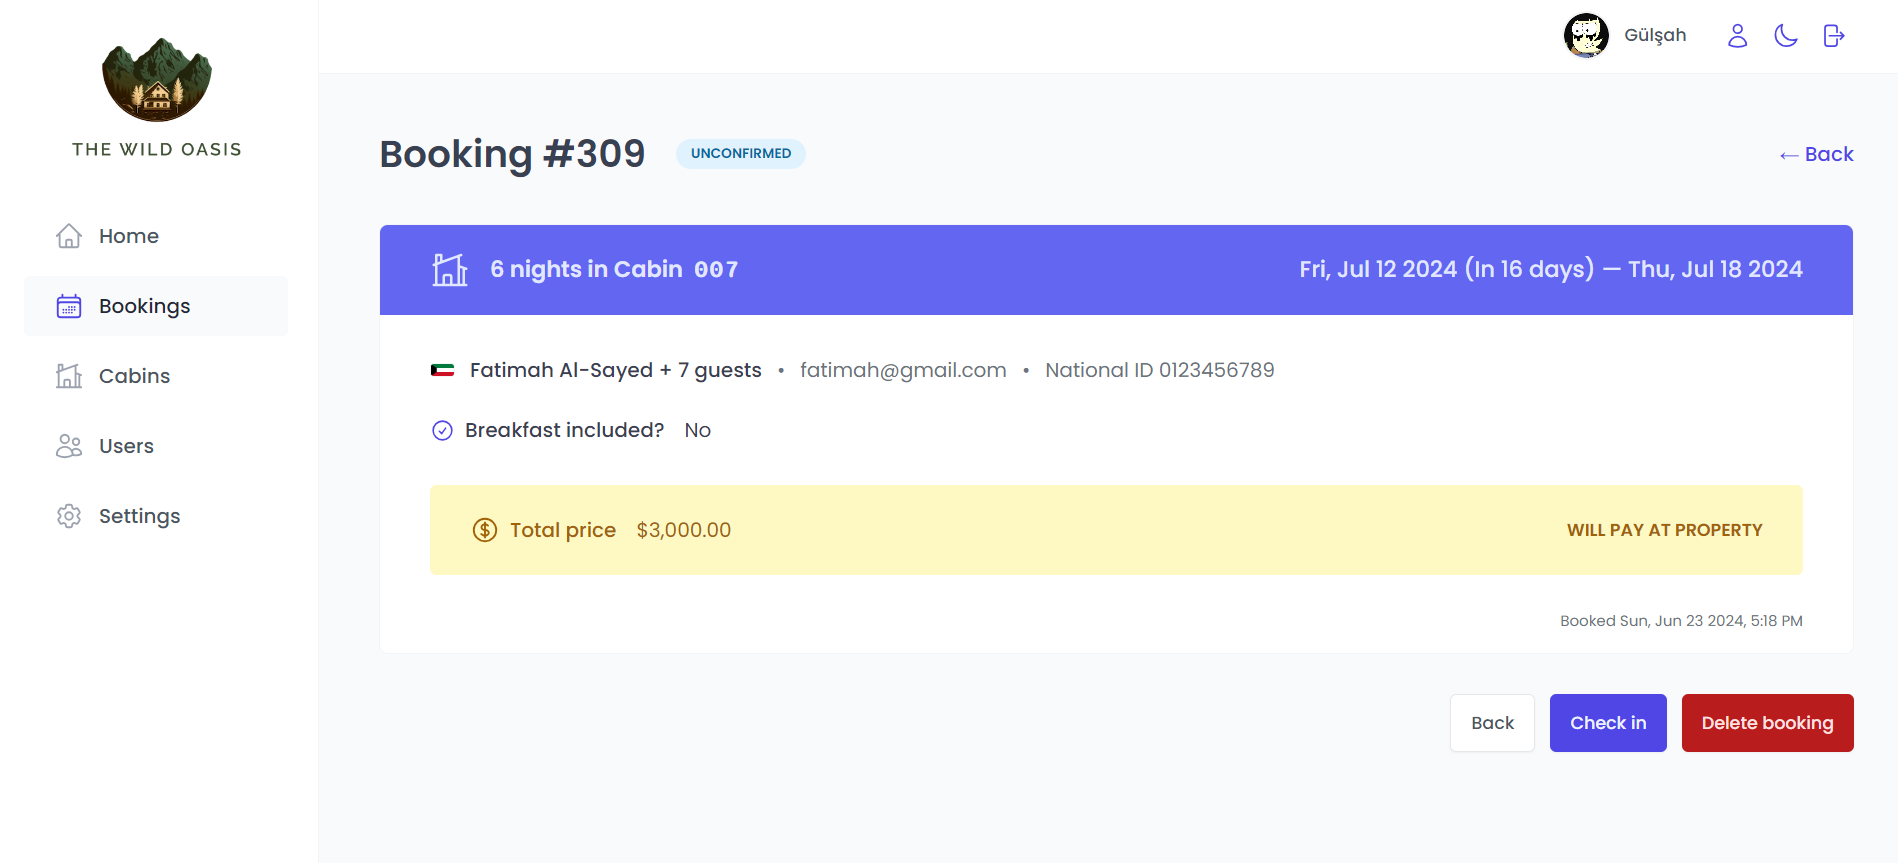 THE WILD OASIS
Home
Bookings
Cabins
Users
Settings
Gülşah
Booking #309 UNCONFIRMED
← Back
6 nights in Cabin 007
Fri, Jul 12 2024 (In 16 days) — Thu, Jul 18 2024
Fatimah Al-Sayed + 7 guests • fatimah@gmail.com • National ID 0123456789
Breakfast included? No
Total price $3,000.00
WILL PAY AT PROPERTY
Booked Sun, Jun 23 2024, 5:18 PM
Back Check in Delete booking